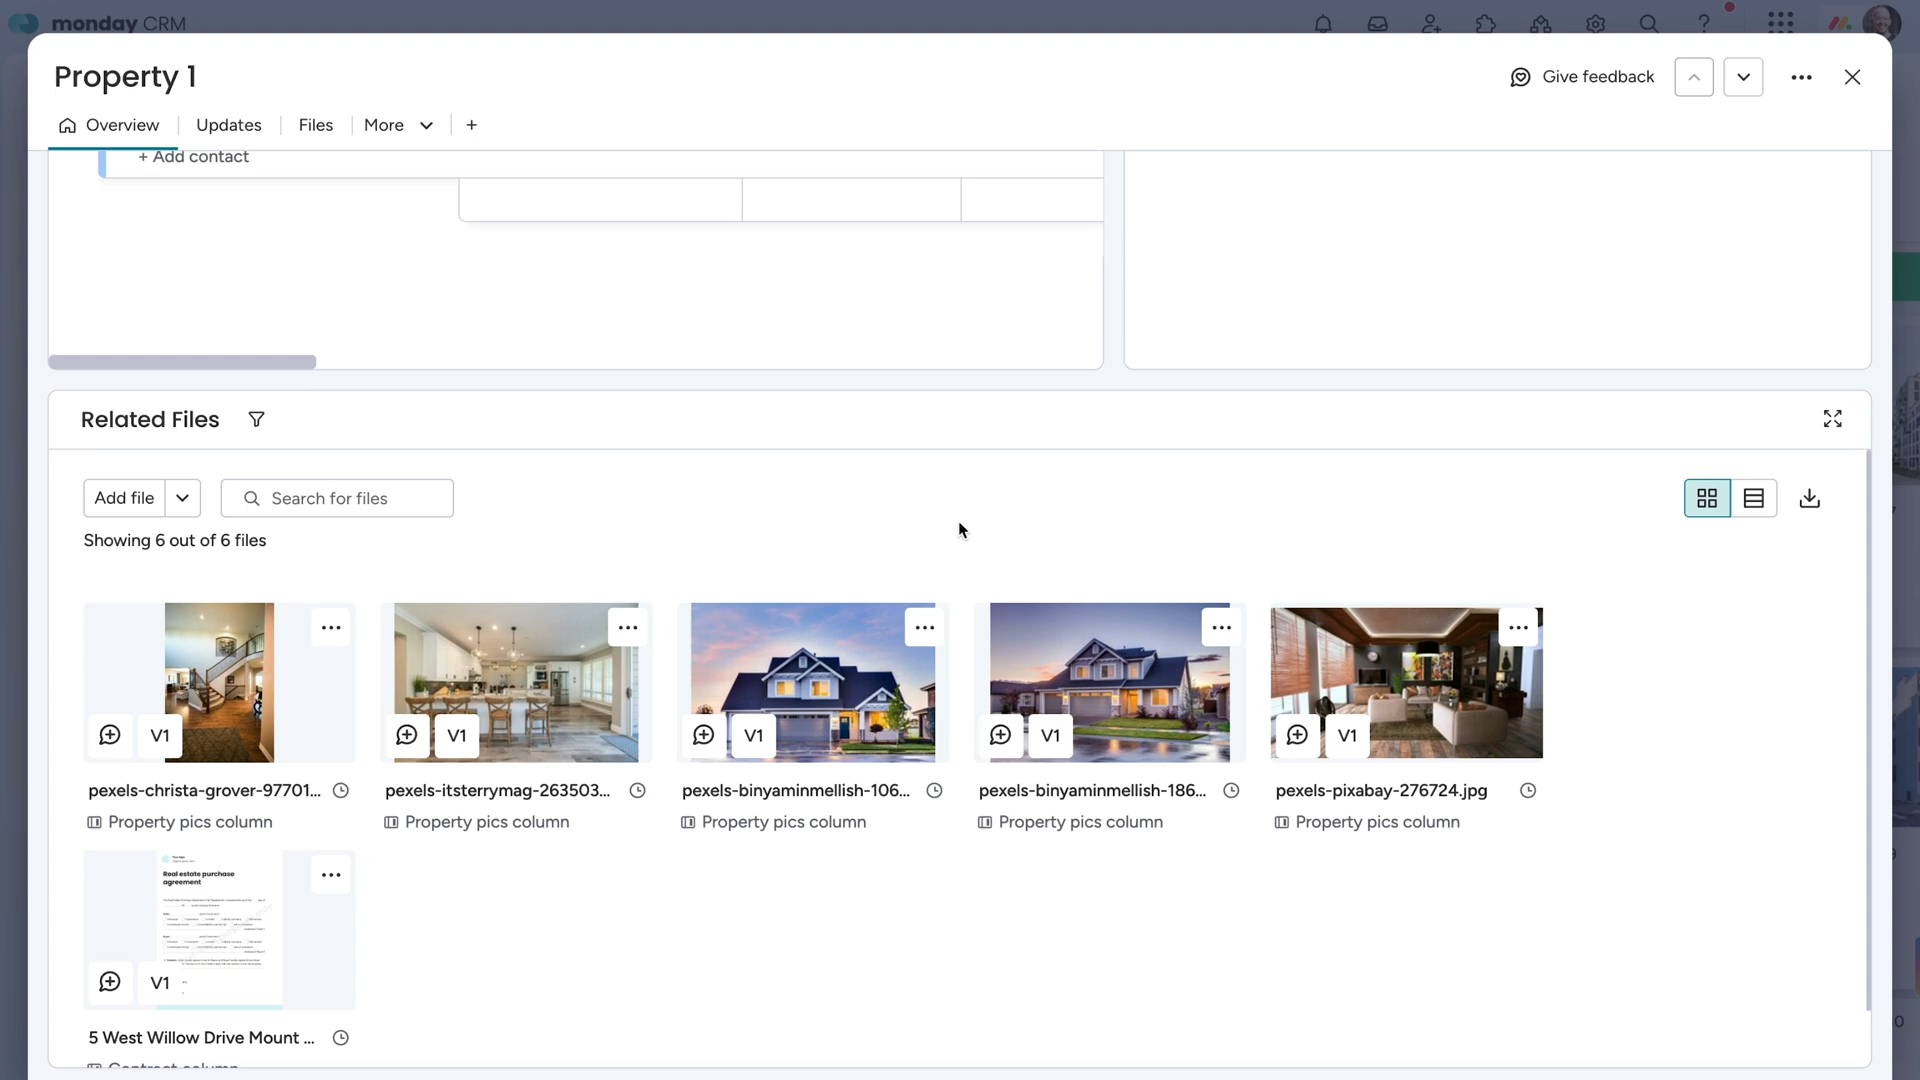 monday CRM
Property 1
Give feedback
Overview
Updates
Files
More
+
+ Add contact
Related Files
Add file
Search for files
Showing 6 out of 6 files
V1
V1
V1
V1
V1
pexels-christa-grover-97701...
pexels-itsterrymag-263503...
pexels-binyaminmellish-106...
pexels-binyaminmellish-186...
pexels-pixabay-276724.jpg
Property pics column
Property pics column
Property pics column
Property pics column
Property pics column
Real estate purchase
agreement
V1
5 West Willow Drive Mount ...
Contract column